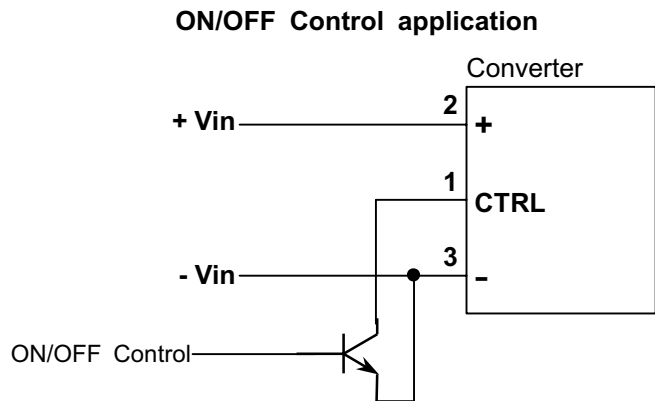 ON/OFF Control application
Converter
+ Vin
2
+
1
CTRL
- Vin
3
-
ON/OFF Control